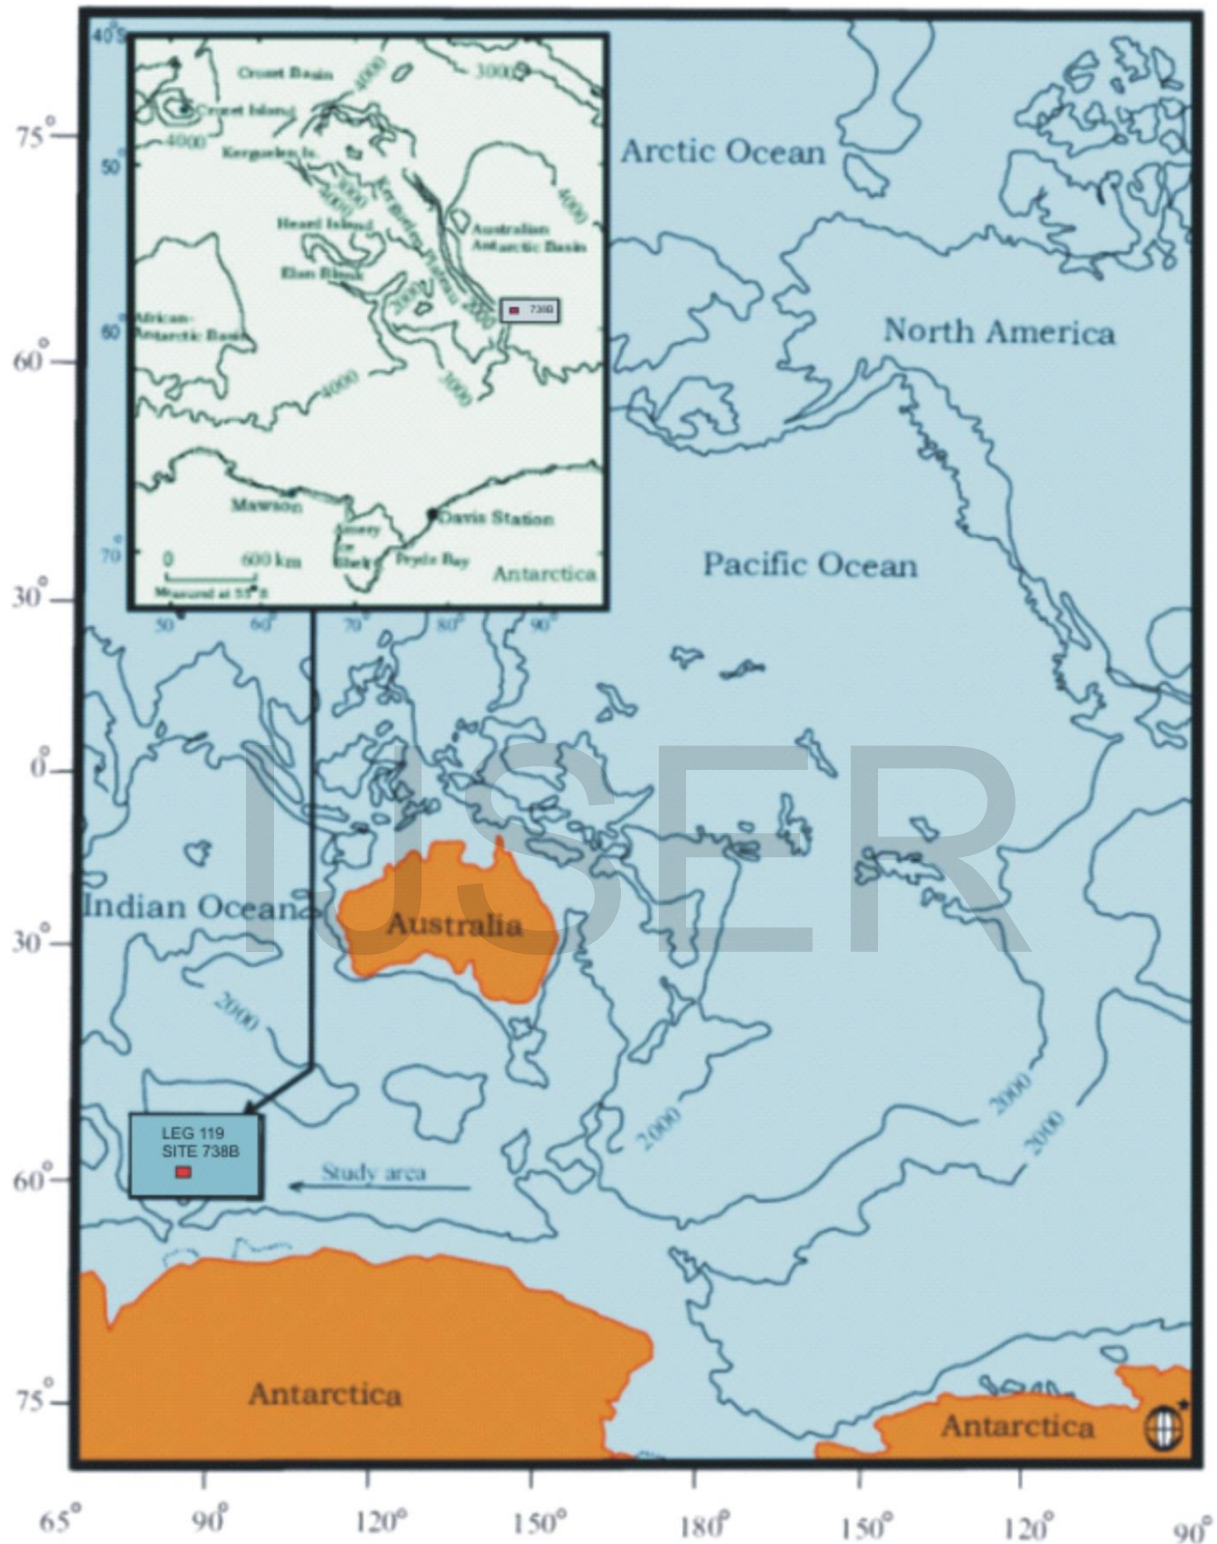 40°S
Crozet Basin
4000
3000
Crozet Island
4000
75°
Arctic Ocean
50°
Kerguelen Is.
3000
4000
Kerguelen Plateau
4000
Heard Island
Australian
Antarctic Basin
Elan Bank
2000
2000
738B
African-
Antarctic Basin
60°
North America
60°
4000
3000
Mawson
Davis Station
Amery
Ice
Shelf
Prydz Bay
Antarctica
70°
0 600 km
Measured at 55°S
Pacific Ocean
30°
50° 60° 70° 80° 90°
0°
IJSER
Indian Ocean
Australia
30°
2000
2000
2000
2000
LEG 119
SITE 738B
Study area
60°
Antarctica
75°
Antarctica
65° 90° 120° 150° 180° 150° 120° 90°